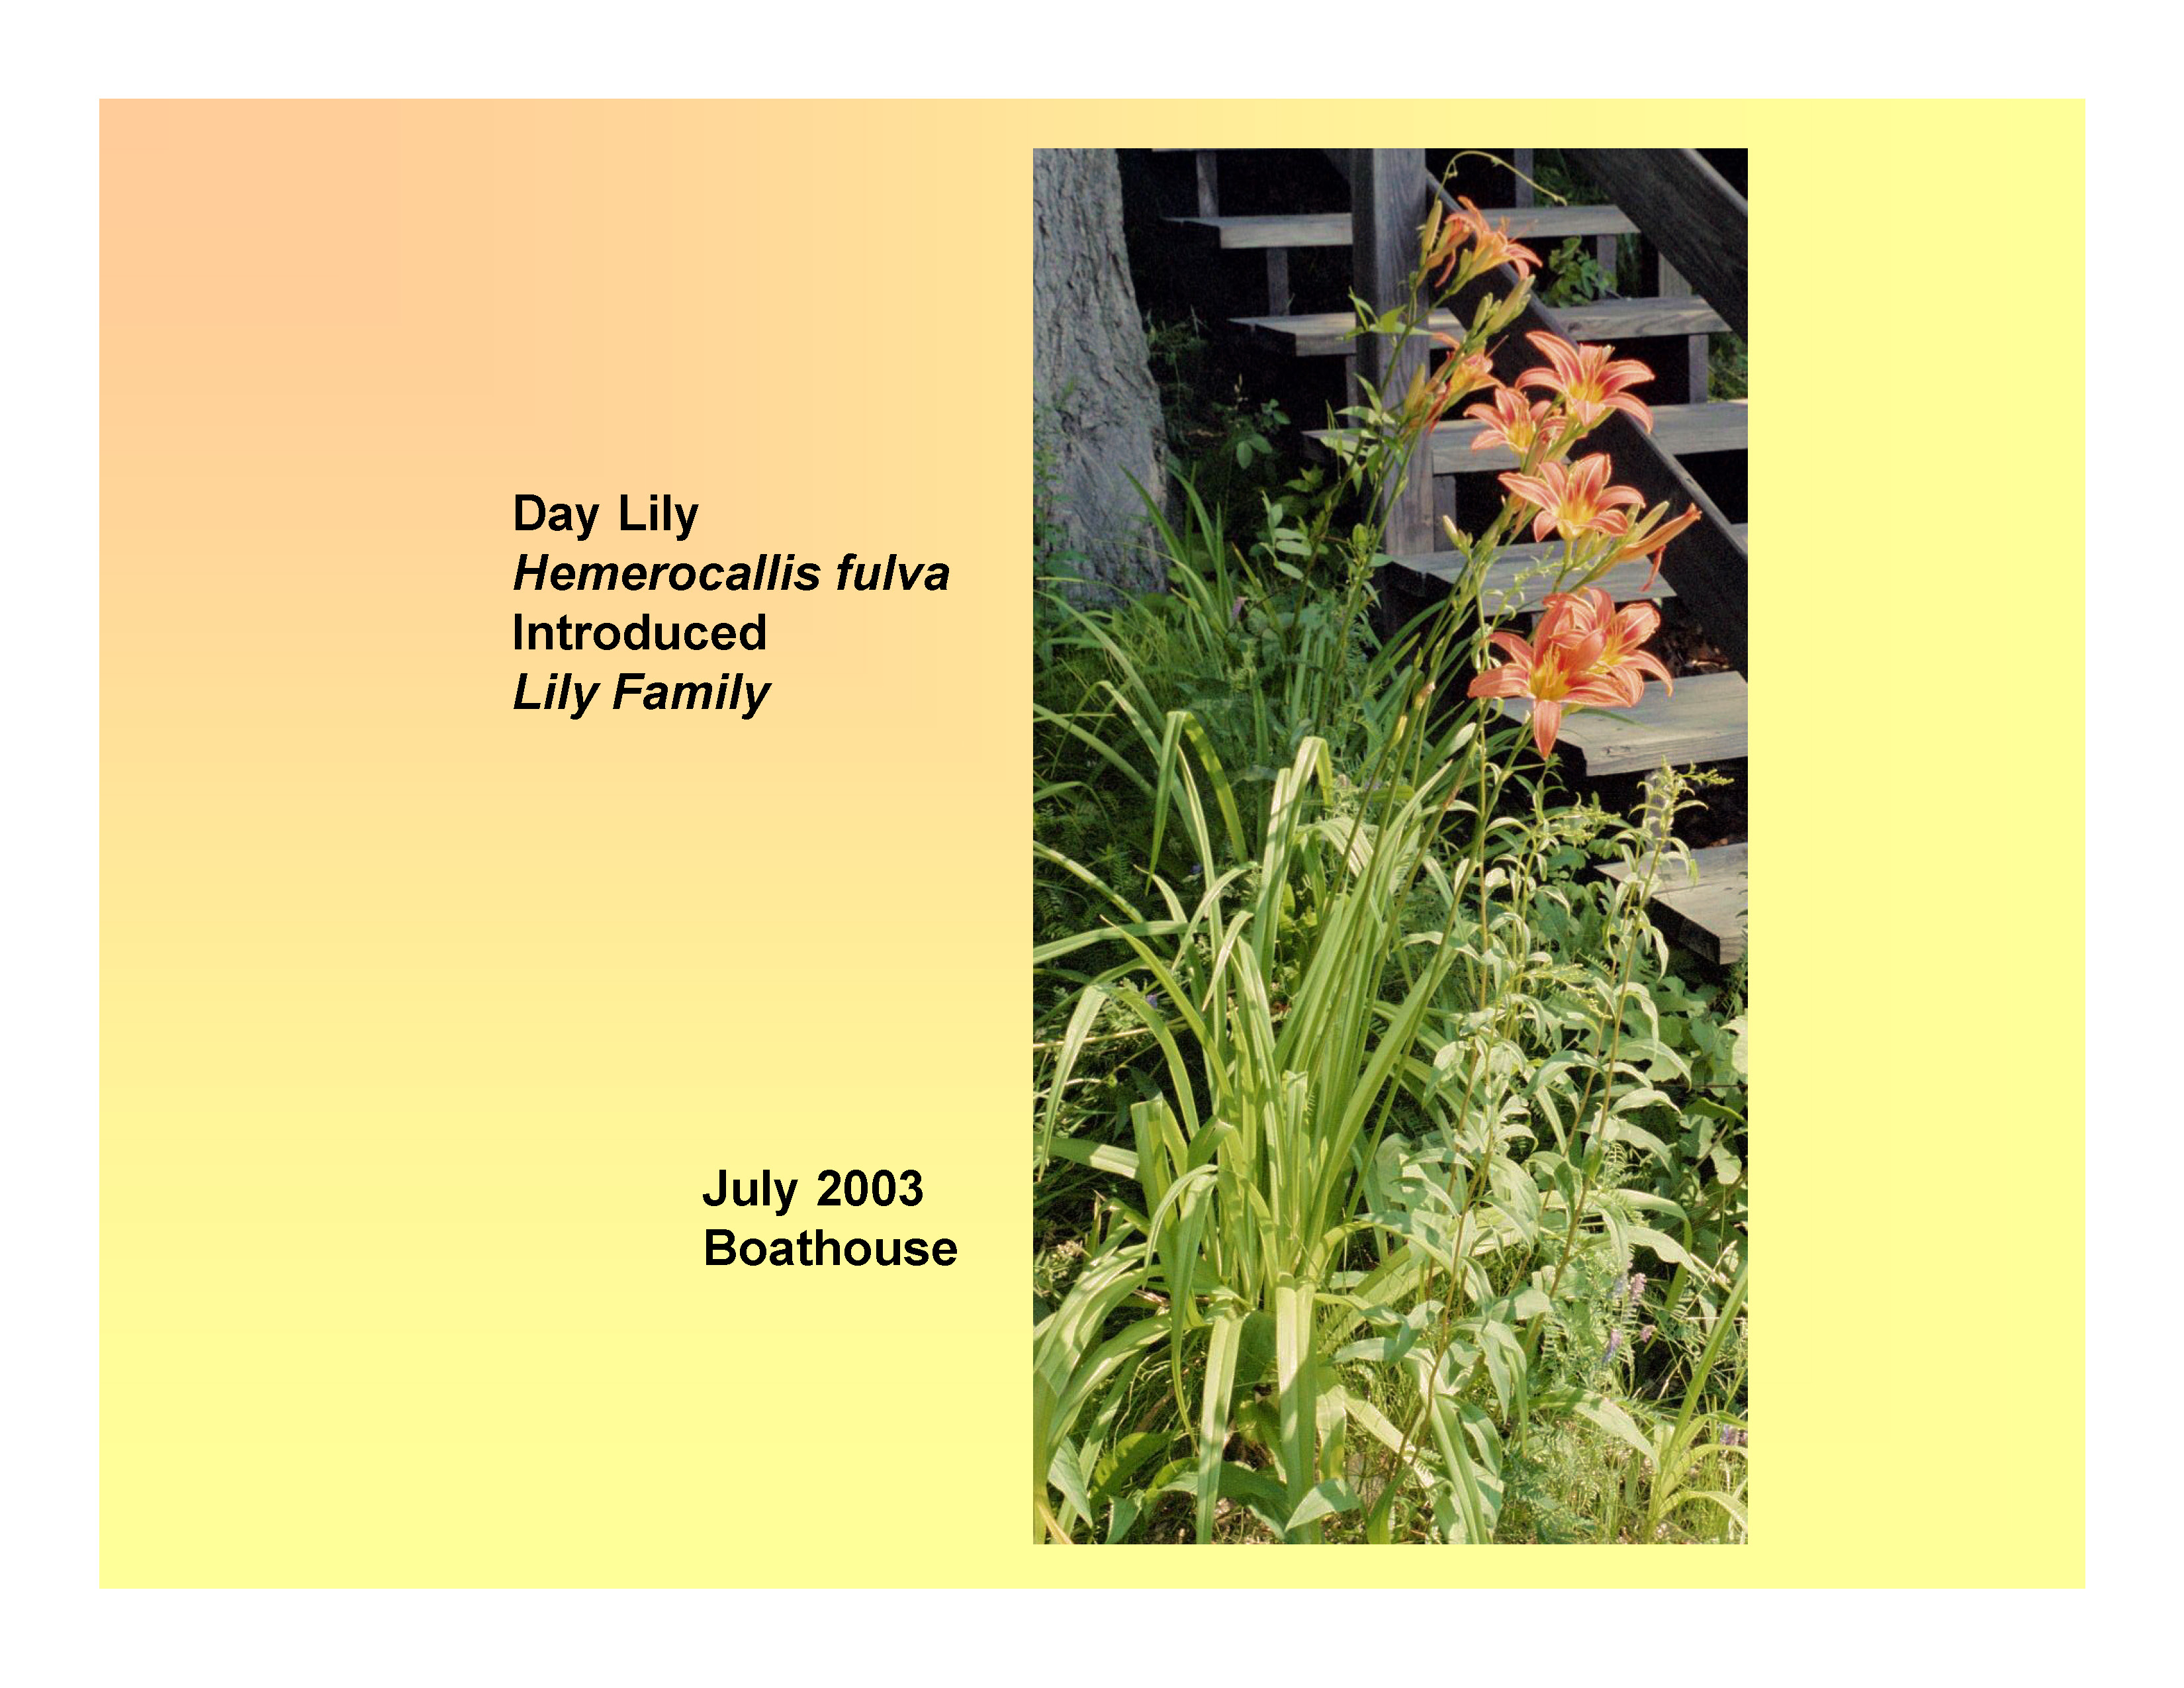 Day Lily
Hemerocallis fulva
Introduced
Lily Family
July 2003
Boathouse